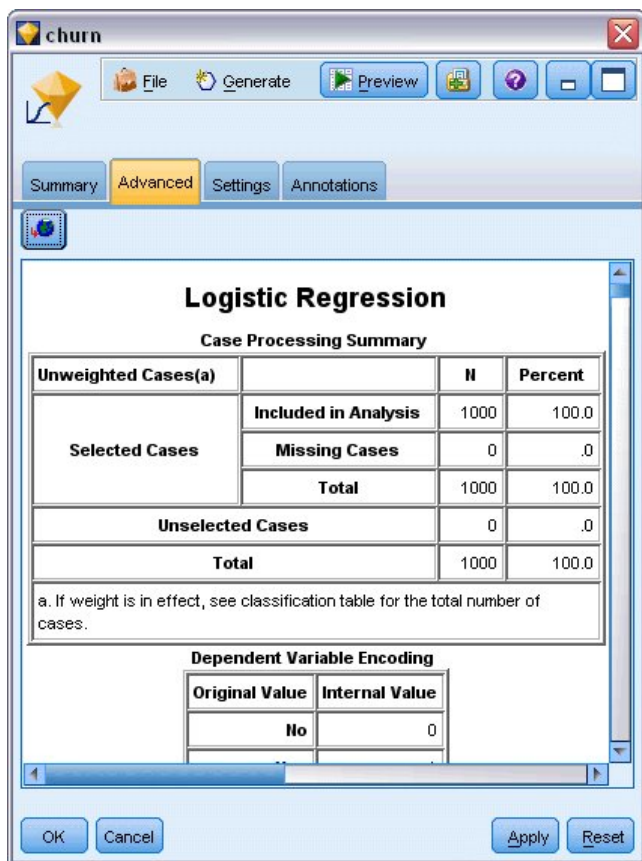 churn
File Generate Preview
Summary Advanced Settings Annotations
Logistic Regression
Case Processing Summary
Unweighted Cases(a) N Percent
Selected Cases Included in Analysis 1000 100.0
Missing Cases 0 .0
Total 1000 100.0
Unselected Cases 0 .0
Total 1000 100.0
a. If weight is in effect, see classification table for the total number of
cases.
Dependent Variable Encoding
Original Value Internal Value
No 0
OK Cancel Apply Reset